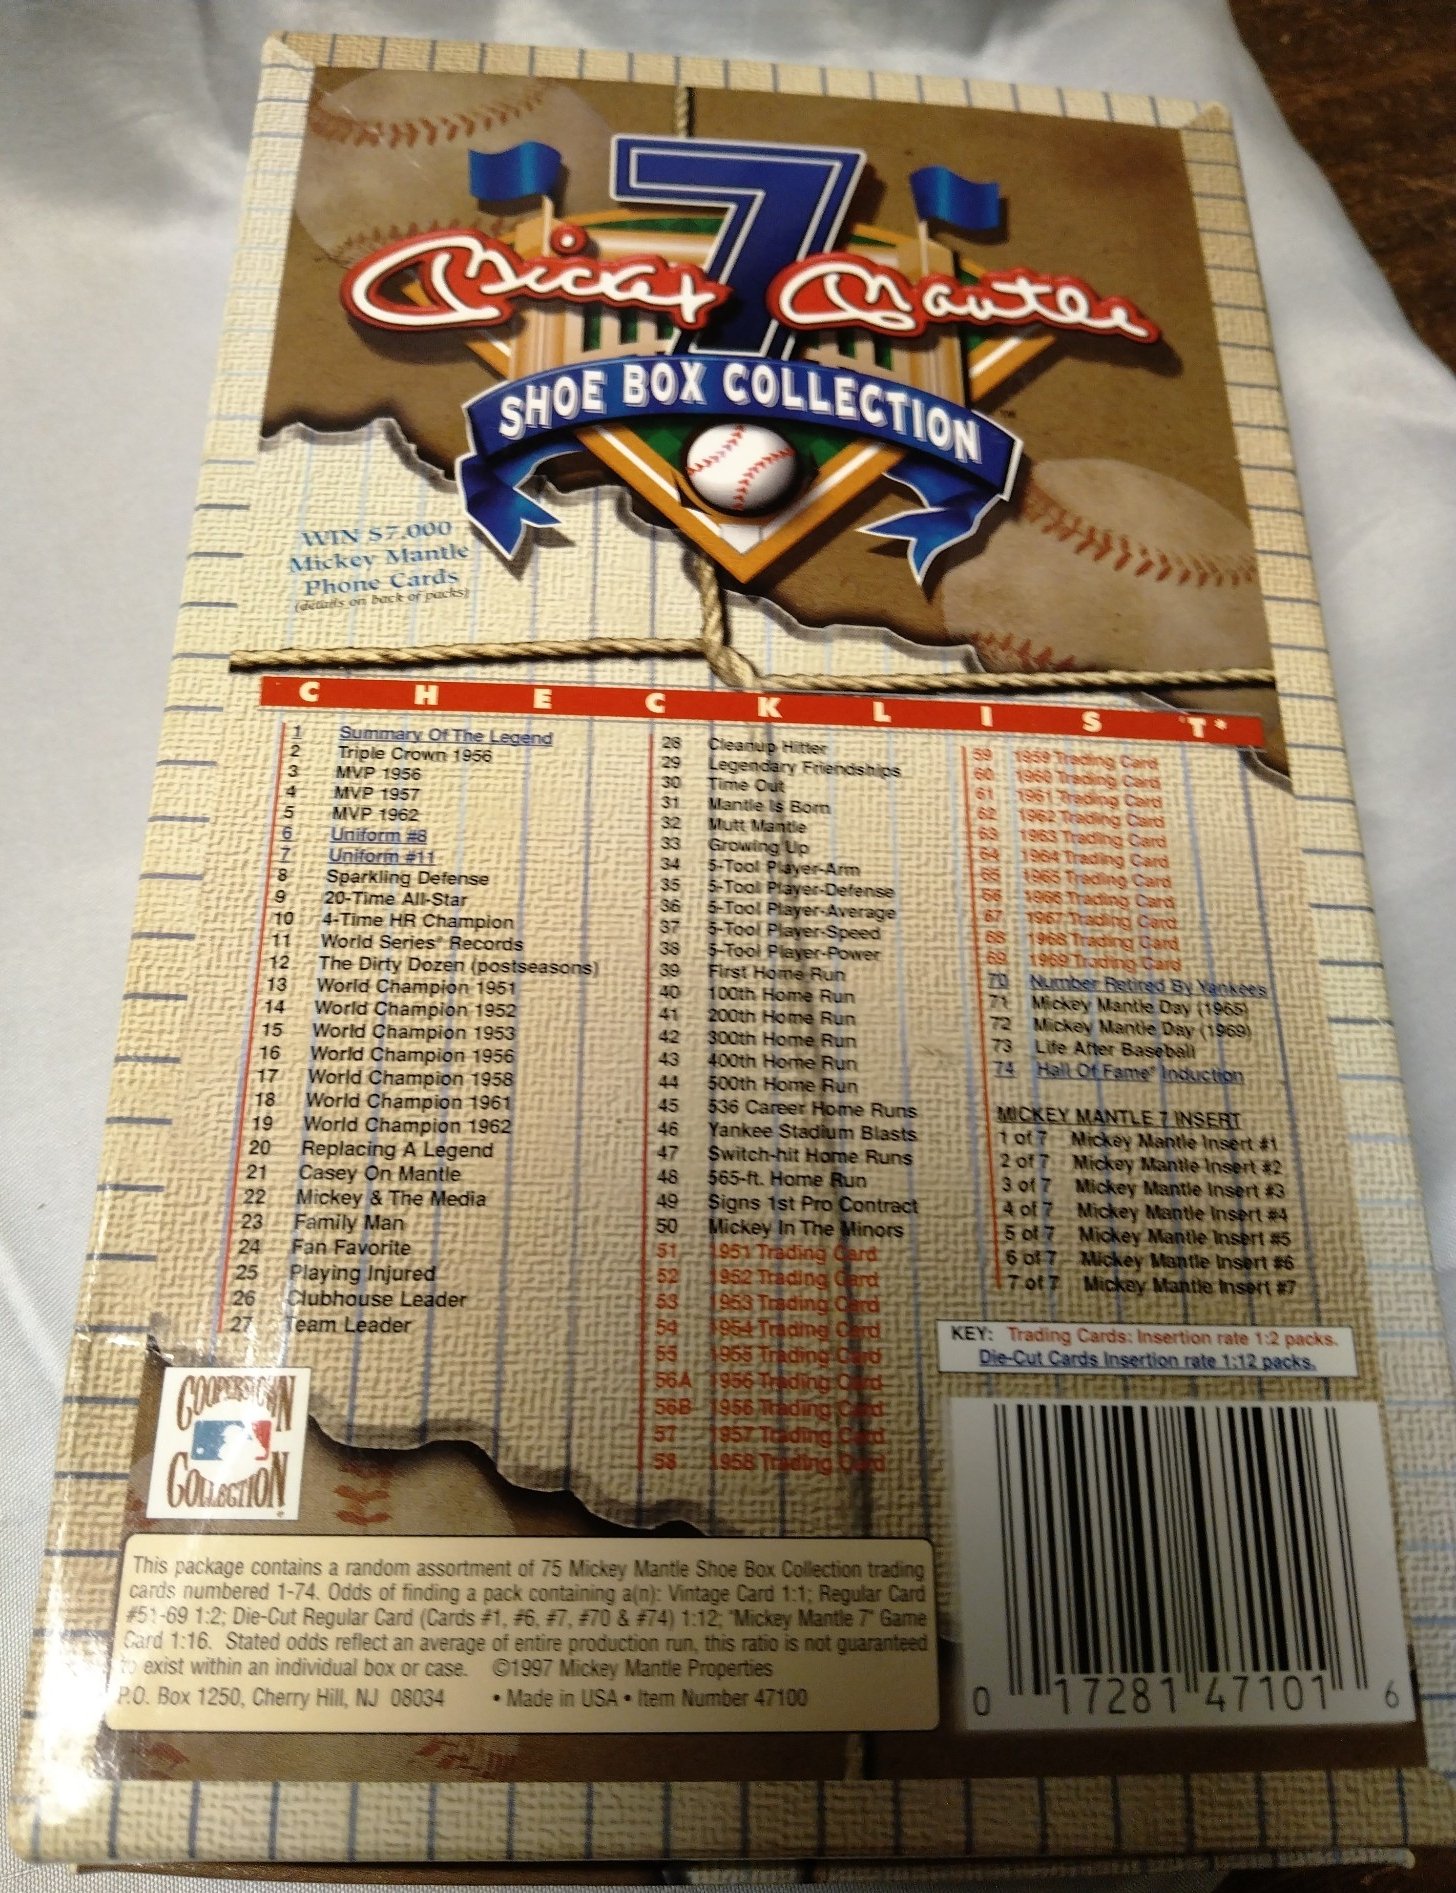 7
Mickey Mantle
SHOE BOX COLLECTION
™
WIN $7,000
Mickey Mantle
Phone Cards
(details on back of packs)
CHECKLIST*
1 Summary Of The Legend
2 Triple Crown 1956
3 MVP 1956
4 MVP 1957
5 MVP 1962
6 Uniform #8
7 Uniform #11
8 Sparkling Defense
9 20-Time All-Star
10 4-Time HR Champion
11 World Series® Records
12 The Dirty Dozen (postseasons)
13 World Champion 1951
14 World Champion 1952
15 World Champion 1953
16 World Champion 1956
17 World Champion 1958
18 World Champion 1961
19 World Champion 1962
20 Replacing A Legend
21 Casey On Mantle
22 Mickey & The Media
23 Family Man
24 Fan Favorite
25 Playing Injured
26 Clubhouse Leader
27 Team Leader
28 Cleanup Hitter
29 Legendary Friendships
30 Time Out
31 Mantle Is Born
32 Mutt Mantle
33 Growing Up
34 5-Tool Player-Arm
35 5-Tool Player-Defense
36 5-Tool Player-Average
37 5-Tool Player-Speed
38 5-Tool Player-Power
39 First Home Run
40 100th Home Run
41 200th Home Run
42 300th Home Run
43 400th Home Run
44 500th Home Run
45 536 Career Home Runs
46 Yankee Stadium Blasts
47 Switch-hit Home Runs
48 565-ft. Home Run
49 Signs 1st Pro Contract
50 Mickey In The Minors
51 1951 Trading Card
52 1952 Trading Card
53 1953 Trading Card
54 1954 Trading Card
55 1955 Trading Card
56A 1956 Trading Card
56B 1956 Trading Card
57 1957 Trading Card
58 1958 Trading Card
59 1959 Trading Card
60 1960 Trading Card
61 1961 Trading Card
62 1962 Trading Card
63 1963 Trading Card
64 1964 Trading Card
65 1965 Trading Card
66 1966 Trading Card
67 1967 Trading Card
68 1968 Trading Card
69 1969 Trading Card
70 Number Retired By Yankees
71 Mickey Mantle Day (1965)
72 Mickey Mantle Day (1969)
73 Life After Baseball
74 Hall Of Fame® Induction
MICKEY MANTLE 7 INSERT
1 of 7 Mickey Mantle Insert #1
2 of 7 Mickey Mantle Insert #2
3 of 7 Mickey Mantle Insert #3
4 of 7 Mickey Mantle Insert #4
5 of 7 Mickey Mantle Insert #5
6 of 7 Mickey Mantle Insert #6
7 of 7 Mickey Mantle Insert #7
KEY: Trading Cards: Insertion rate 1:2 packs.
Die-Cut Cards Insertion rate 1:12 packs.
COOPERSTOWN
COLLECTION
This package contains a random assortment of 75 Mickey Mantle Shoe Box Collection trading
cards numbered 1-74. Odds of finding a pack containing a(n): Vintage Card 1:1; Regular Card
#51-69 1:2; Die-Cut Regular Card (Cards #1, #6, #7, #70 & #74) 1:12; "Mickey Mantle 7" Game
Card 1:16. Stated odds reflect an average of entire production run, this ratio is not guaranteed
to exist within an individual box or case. ©1997 Mickey Mantle Properties
P.O. Box 1250, Cherry Hill, NJ 08034 • Made in USA • Item Number 47100
0 17281 47101 6